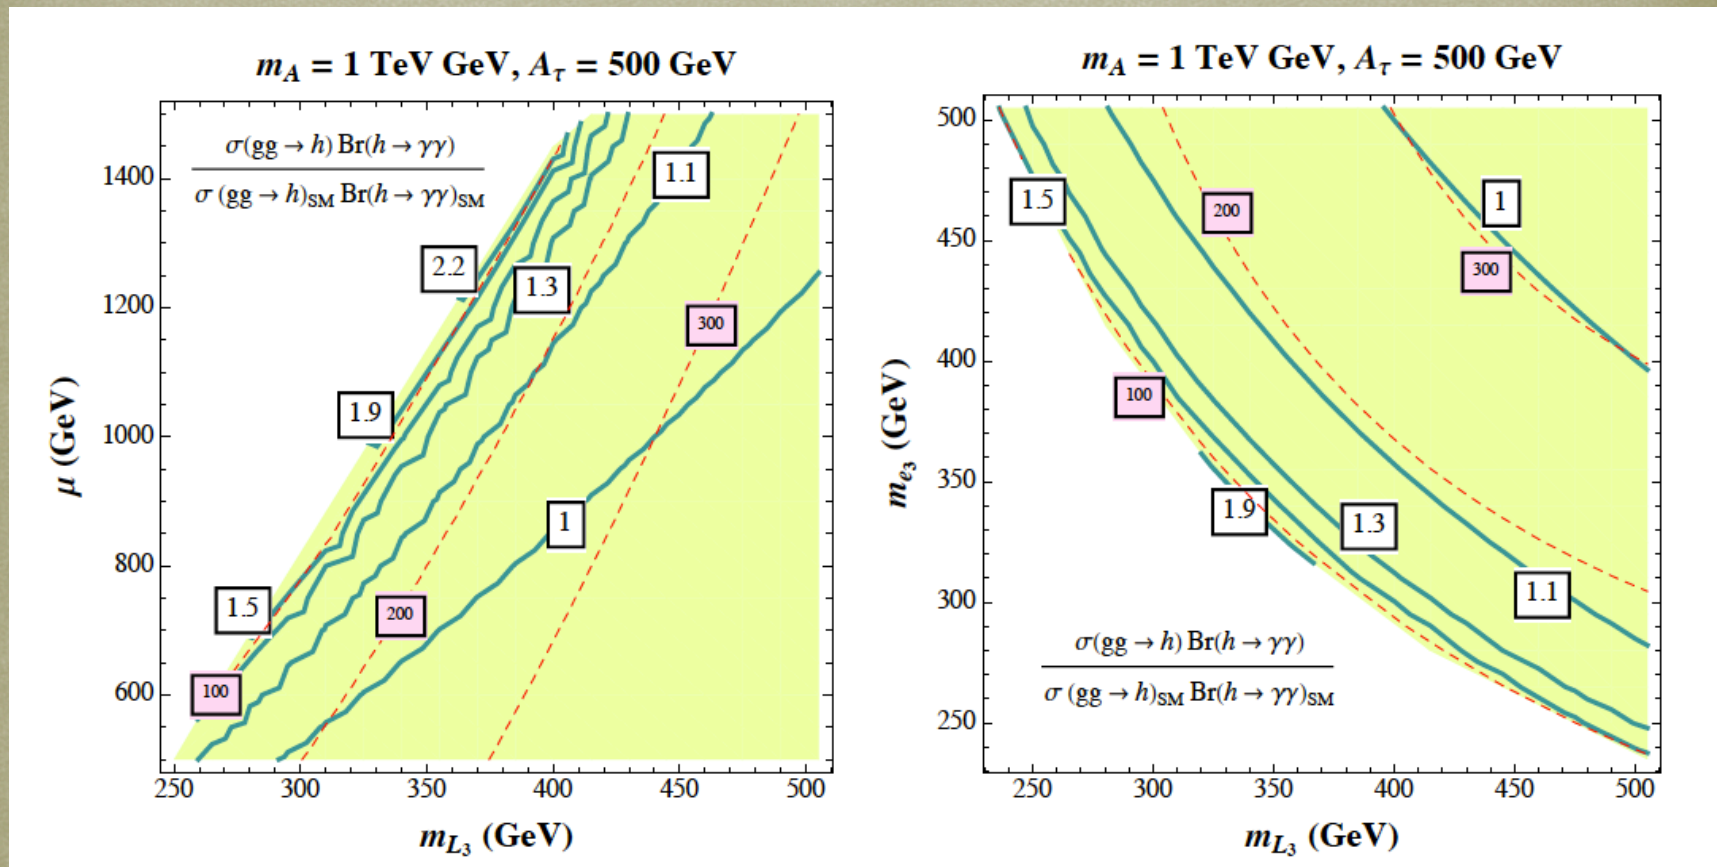 m_A = 1 TeV GeV, A_τ = 500 GeV
σ(gg → h) Br(h → γγ)
σ (gg → h)_SM Br(h → γγ)_SM
1400
1200
1000
800
600
μ (GeV)
2.2
1.9
1.5
1.3
1.1
1
100
200
300
250 300 350 400 450 500
m_L3 (GeV)
m_A = 1 TeV GeV, A_τ = 500 GeV
500
450
400
350
300
250
m_e3 (GeV)
1.5
200
1
300
100
1.9
1.3
1.1
σ(gg → h) Br(h → γγ)
σ (gg → h)_SM Br(h → γγ)_SM
250 300 350 400 450 500
m_L3 (GeV)